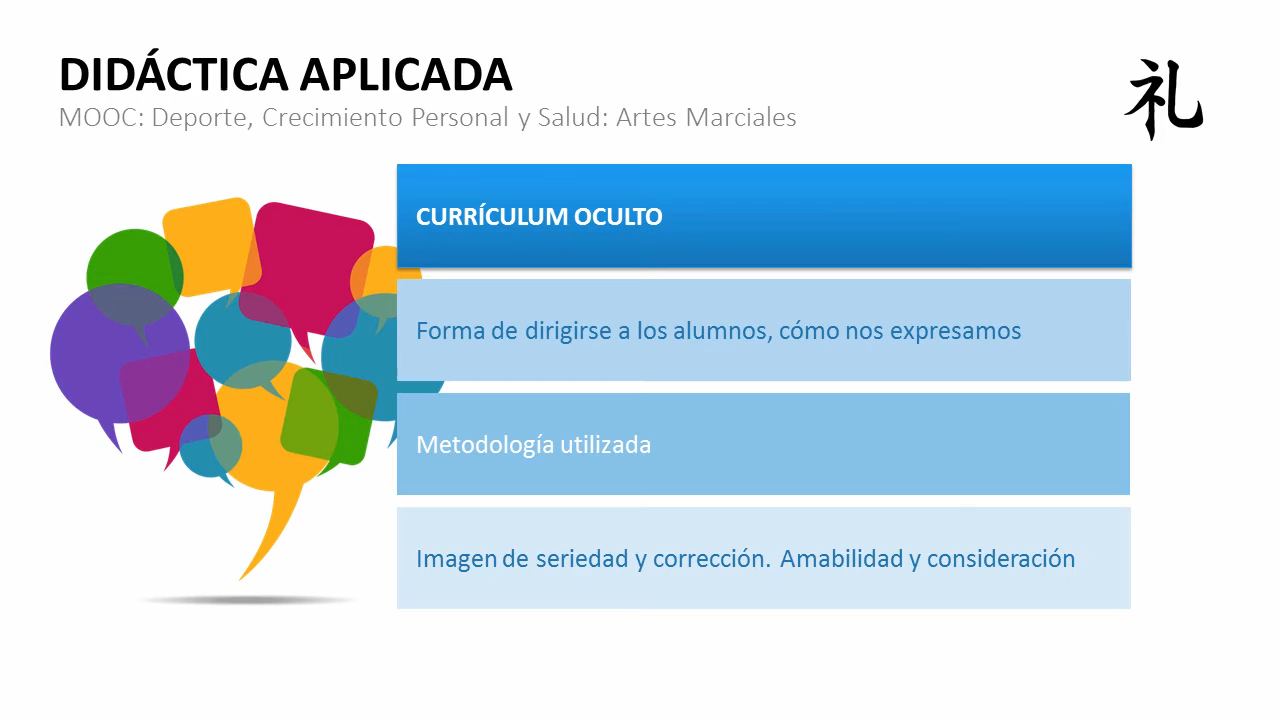 DIDÁCTICA APLICADA
MOOC: Deporte, Crecimiento Personal y Salud: Artes Marciales
礼
CURRÍCULUM OCULTO
Forma de dirigirse a los alumnos, cómo nos expresamos
Metodología utilizada
Imagen de seriedad y corrección. Amabilidad y consideración